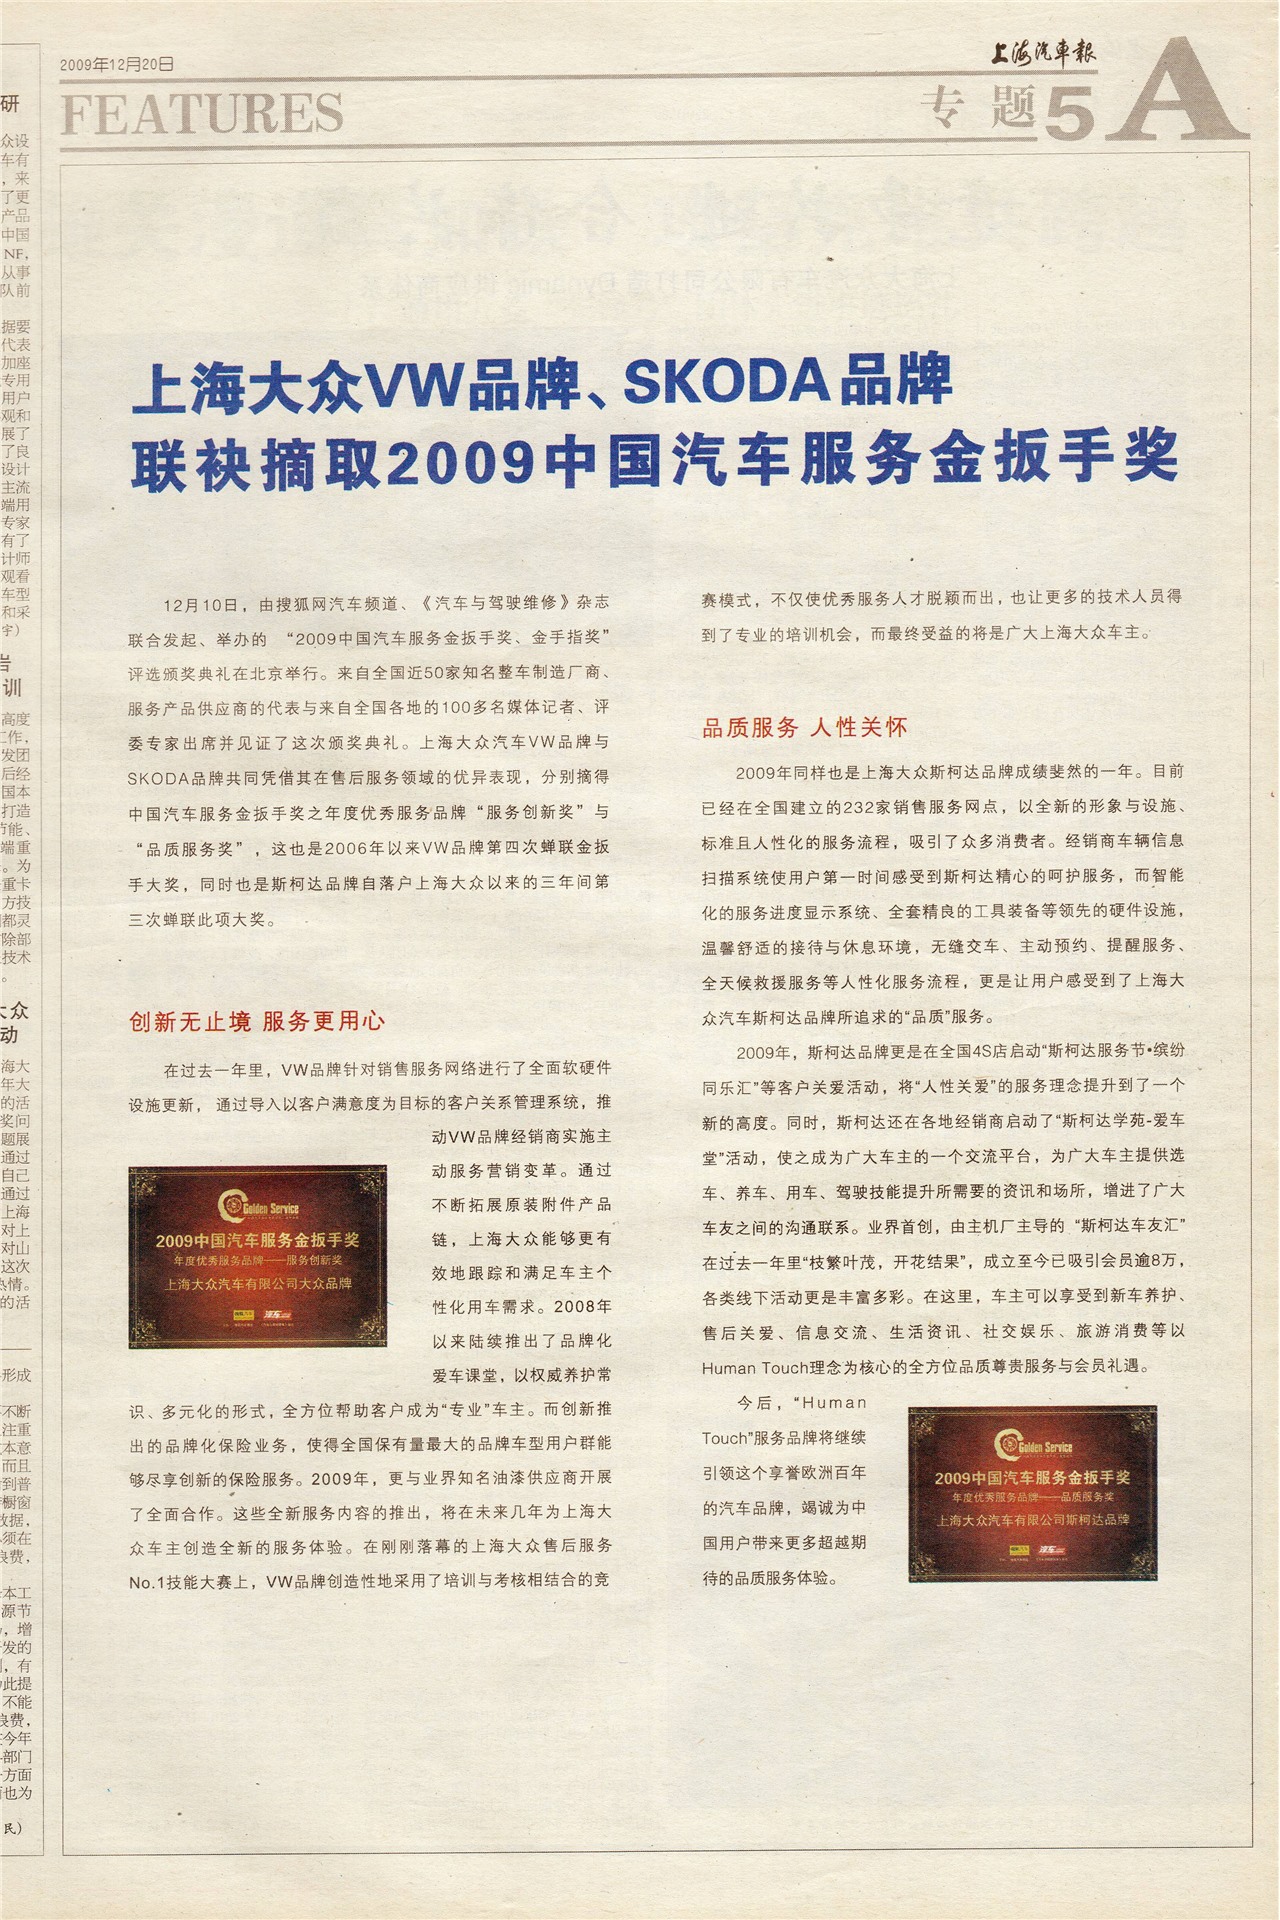 2009年12月20日
上海汽車報
FEATURES
专题5A
上海大众VW品牌、SKODA品牌
联袂摘取2009中国汽车服务金扳手奖
12月10日，由搜狐网汽车频道、《汽车与驾驶维修》杂志
联合发起、举办的 “2009中国汽车服务金扳手奖、金手指奖”
评选颁奖典礼在北京举行。来自全国近50家知名整车制造厂商、
服务产品供应商的代表与来自全国各地的100多名媒体记者、评
委专家出席并见证了这次颁奖典礼。上海大众汽车VW品牌与
SKODA品牌共同凭借其在售后服务领域的优异表现，分别摘得
中国汽车服务金扳手奖之年度优秀服务品牌“服务创新奖”与
“品质服务奖”，这也是2006年以来VW品牌第四次蝉联金扳
手大奖，同时也是斯柯达品牌自落户上海大众以来的三年间第
三次蝉联此项大奖。
创新无止境 服务更用心
在过去一年里，VW品牌针对销售服务网络进行了全面软硬件
设施更新， 通过导入以客户满意度为目标的客户关系管理系统，推
动VW品牌经销商实施主
动服务营销变革。通过
不断拓展原装附件产品
链，上海大众能够更有
效地跟踪和满足车主个
性化用车需求。2008年
以来陆续推出了品牌化
爱车课堂，以权威养护常
识、多元化的形式，全方位帮助客户成为“专业”车主。而创新推
出的品牌化保险业务，使得全国保有量最大的品牌车型用户群能
够尽享创新的保险服务。2009年，更与业界知名油漆供应商开展
了全面合作。这些全新服务内容的推出，将在未来几年为上海大
众车主创造全新的服务体验。在刚刚落幕的上海大众售后服务
No.1技能大赛上，VW品牌创造性地采用了培训与考核相结合的竞
Golden Service
2009中国汽车服务金扳手奖
年度优秀服务品牌——服务创新奖
上海大众汽车有限公司大众品牌
赛模式，不仅使优秀服务人才脱颖而出，也让更多的技术人员得
到了专业的培训机会，而最终受益的将是广大上海大众车主。
品质服务 人性关怀
2009年同样也是上海大众斯柯达品牌成绩斐然的一年。目前
已经在全国建立的232家销售服务网点，以全新的形象与设施、
标准且人性化的服务流程，吸引了众多消费者。经销商车辆信息
扫描系统使用户第一时间感受到斯柯达精心的呵护服务，而智能
化的服务进度显示系统、全套精良的工具装备等领先的硬件设施，
温馨舒适的接待与休息环境，无缝交车、主动预约、提醒服务、
全天候救援服务等人性化服务流程，更是让用户感受到了上海大
众汽车斯柯达品牌所追求的“品质”服务。
2009年，斯柯达品牌更是在全国4S店启动“斯柯达服务节•缤纷
同乐汇”等客户关爱活动，将“人性关爱”的服务理念提升到了一个
新的高度。同时，斯柯达还在各地经销商启动了“斯柯达学苑-爱车
堂”活动，使之成为广大车主的一个交流平台，为广大车主提供选
车、养车、用车、驾驶技能提升所需要的资讯和场所，增进了广大
车友之间的沟通联系。业界首创，由主机厂主导的 “斯柯达车友汇”
在过去一年里“枝繁叶茂，开花结果”，成立至今已吸引会员逾8万，
各类线下活动更是丰富多彩。在这里，车主可以享受到新车养护、
售后关爱、信息交流、生活资讯、社交娱乐、旅游消费等以
Human Touch理念为核心的全方位品质尊贵服务与会员礼遇。
今后，“Human
Touch”服务品牌将继续
引领这个享誉欧洲百年
的汽车品牌，竭诚为中
国用户带来更多超越期
待的品质服务体验。
Golden Service
2009中国汽车服务金扳手奖
年度优秀服务品牌——品质服务奖
上海大众汽车有限公司斯柯达品牌